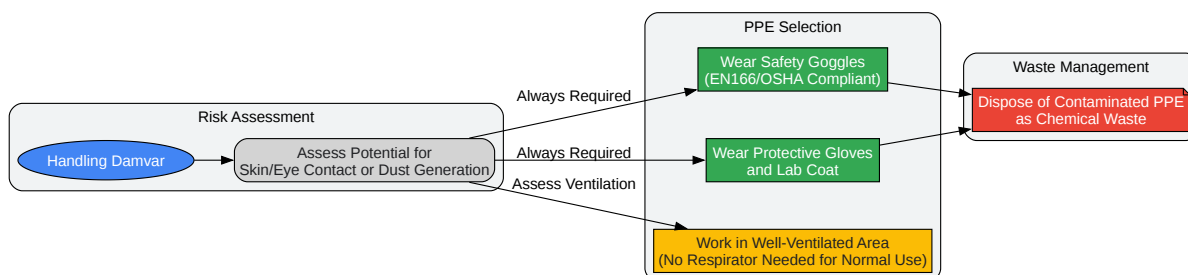 Risk Assessment
Handling Damvar
Assess Potential for
Skin/Eye Contact or Dust Generation
Always Required
Always Required
Assess Ventilation
PPE Selection
Wear Safety Goggles
(EN166/OSHA Compliant)
Wear Protective Gloves
and Lab Coat
Work in Well-Ventilated Area
(No Respirator Needed for Normal Use)
Waste Management
Dispose of Contaminated PPE
as Chemical Waste